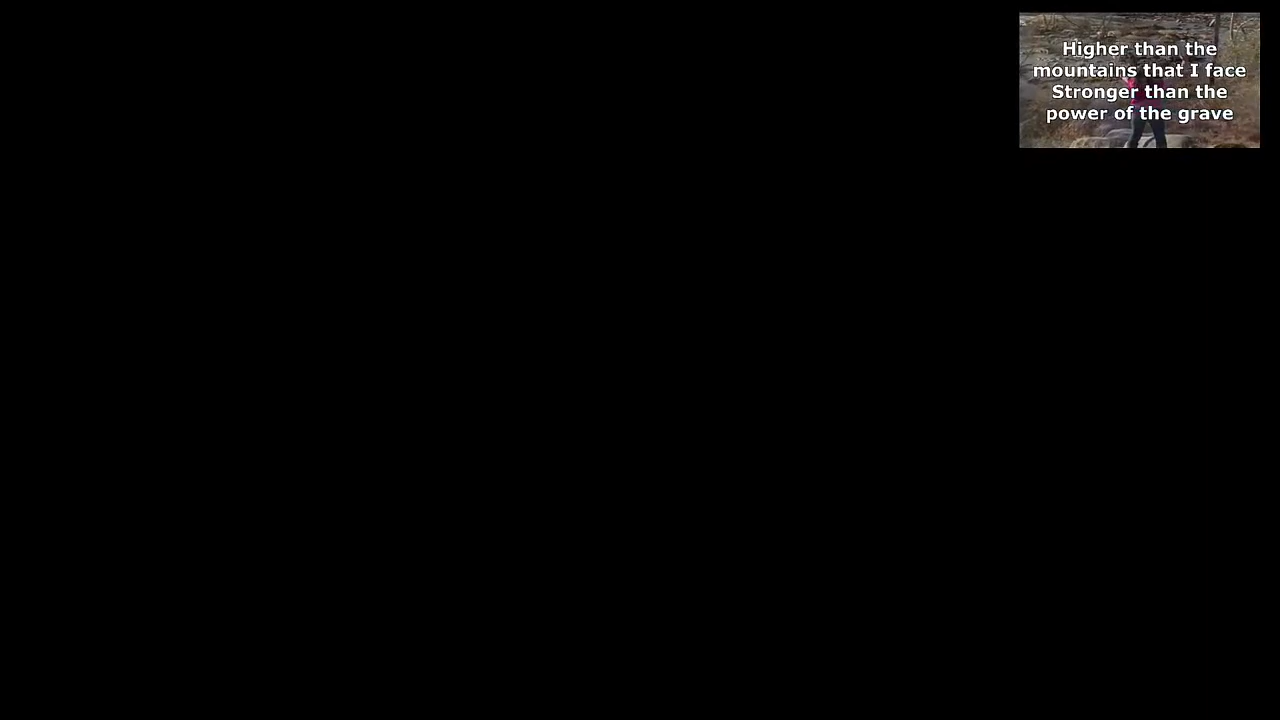 Higher than the
mountains that I face
Stronger than the
power of the grave